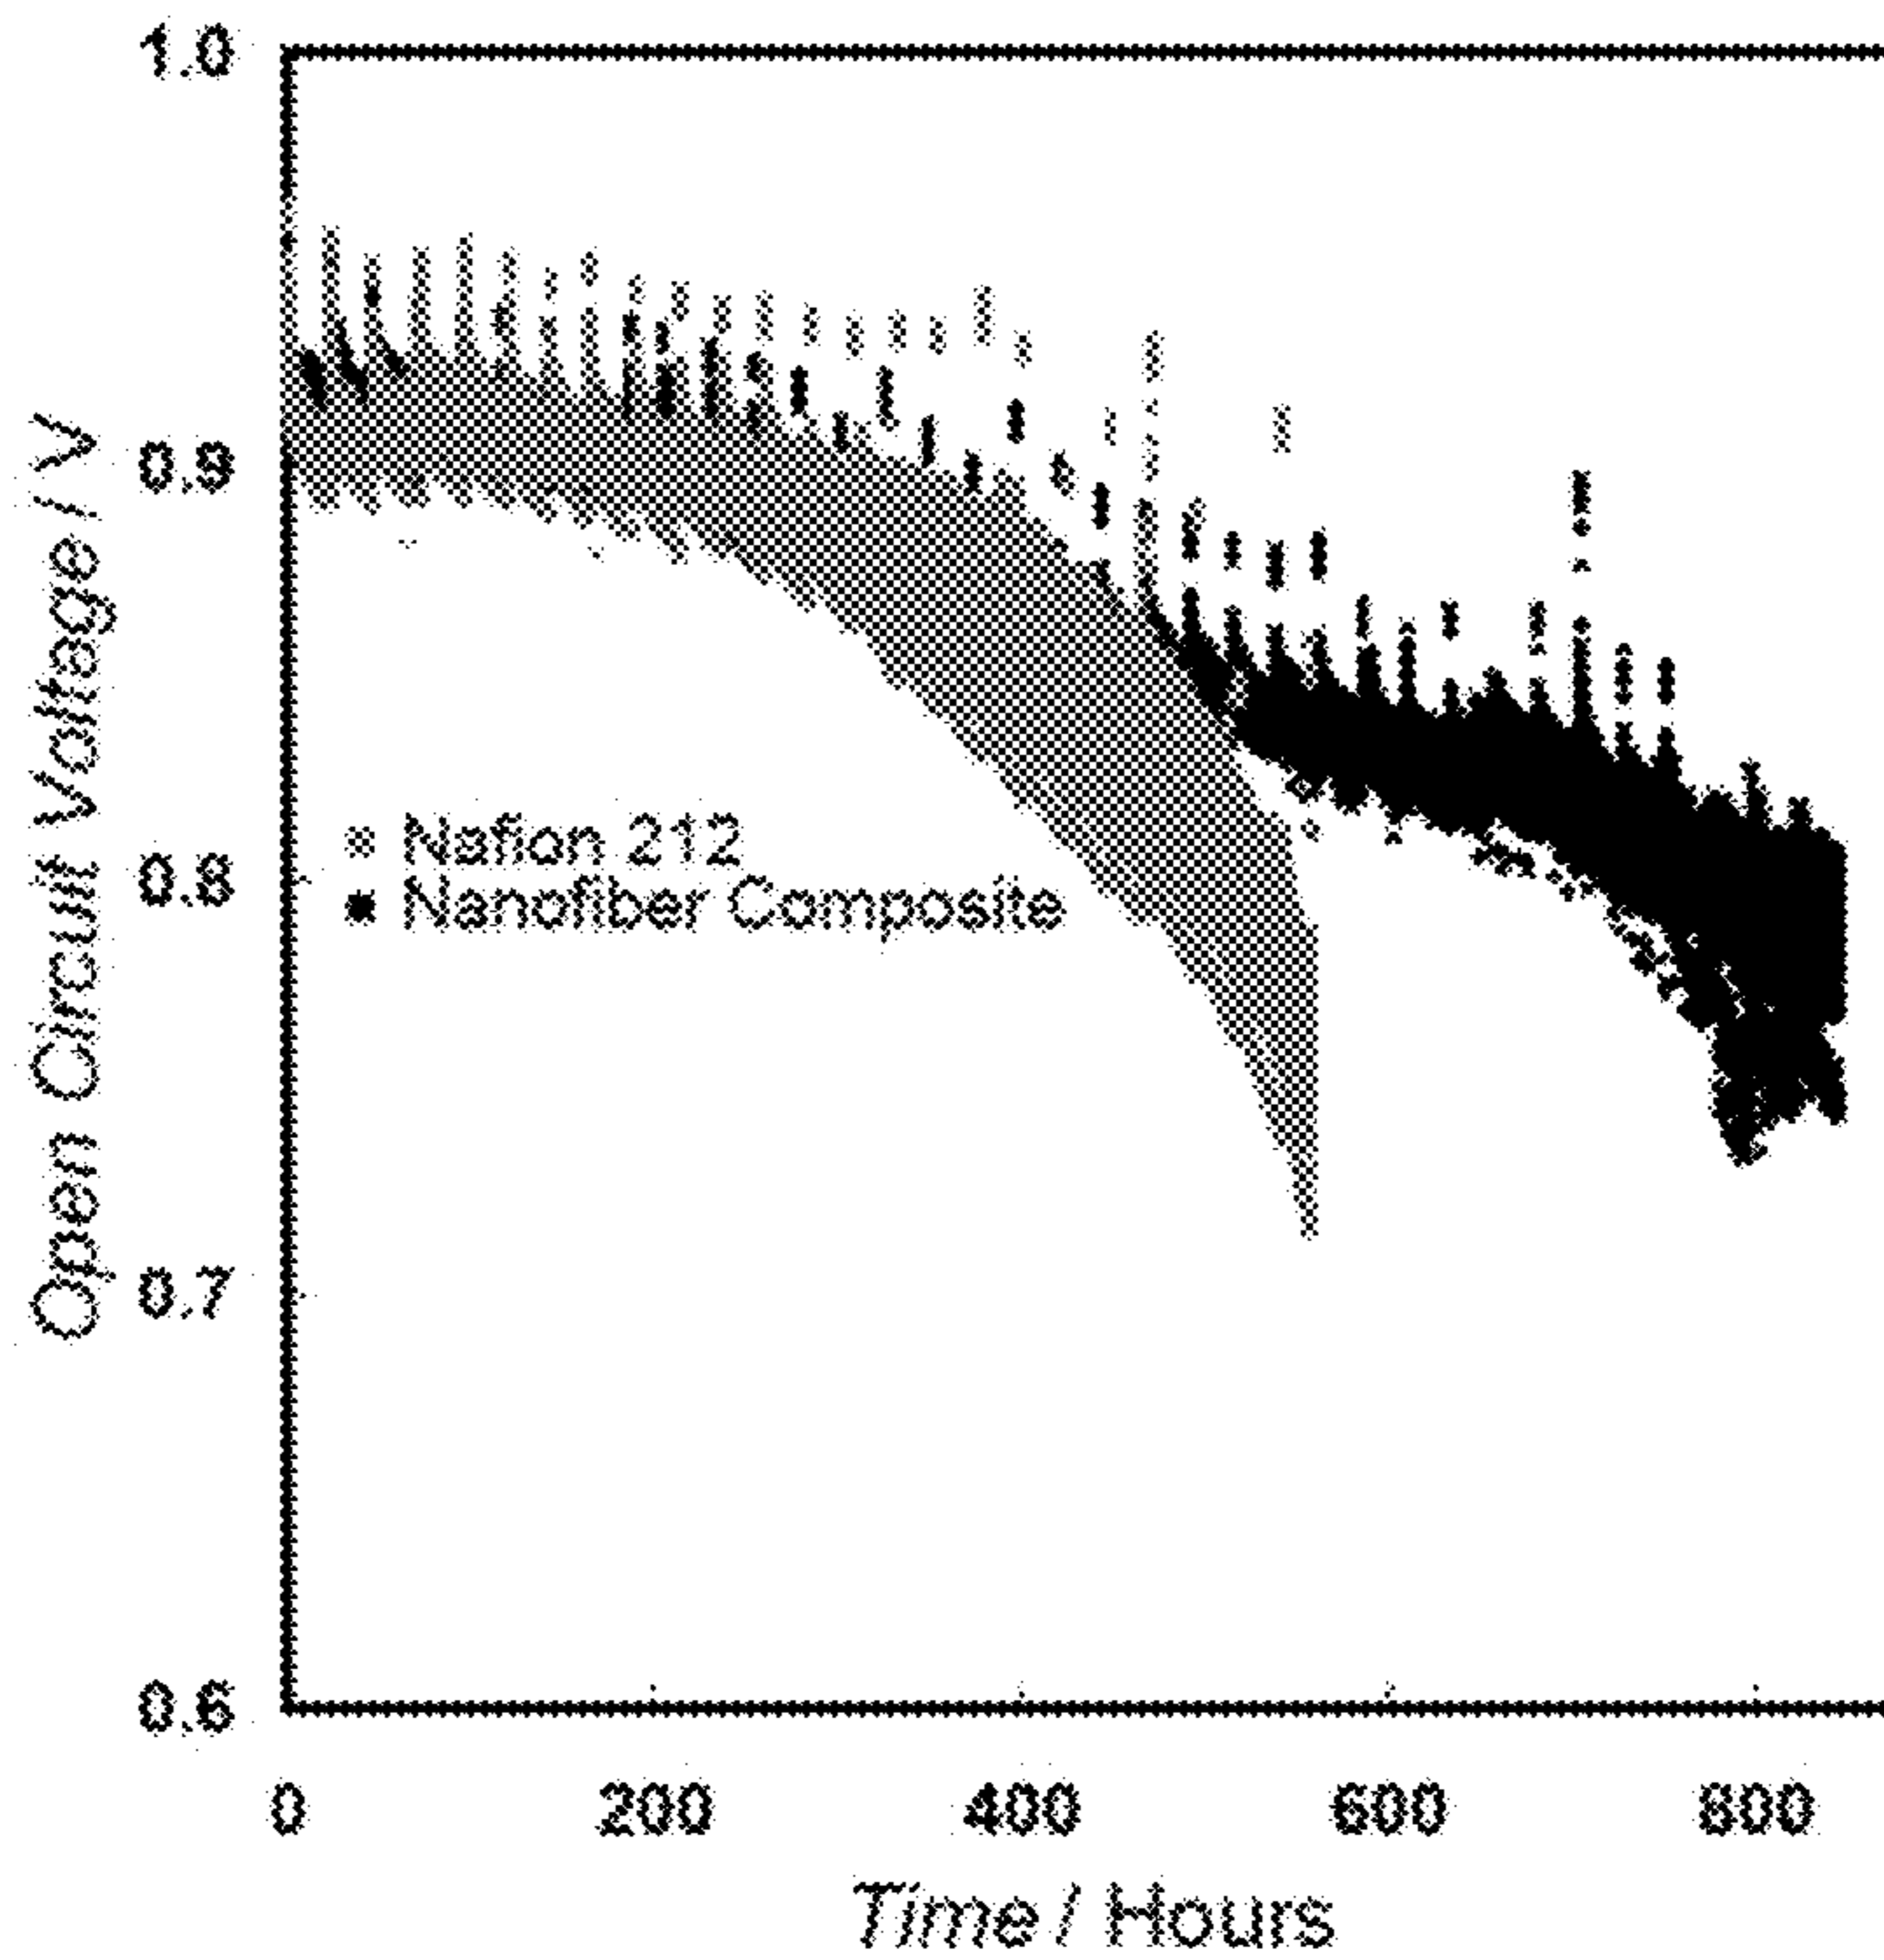 1.0
0.9
0.8
0.7
0.6
Open Circuit Voltage / V
Nafion 212
Nanofiber Composite
0 200 400 600 800
Time / Hours